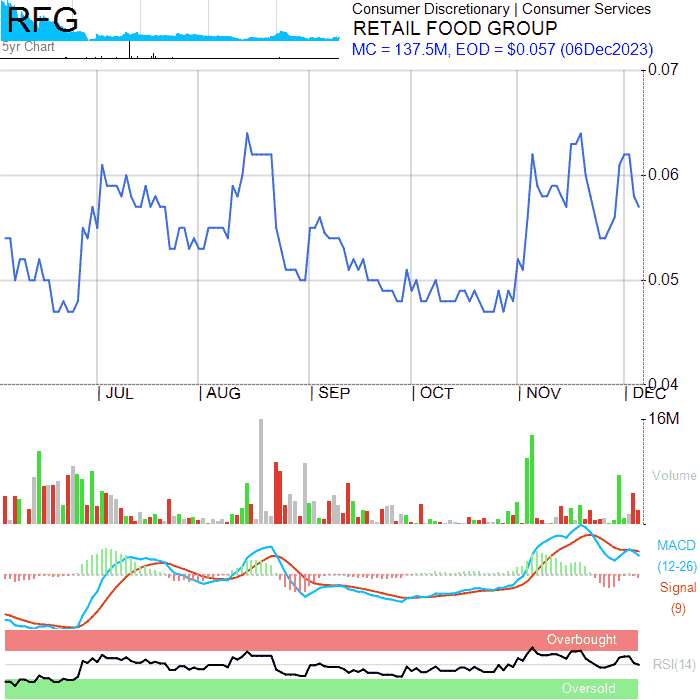 RFG
5yr Chart
Consumer Discretionary | Consumer Services
RETAIL FOOD GROUP
MC = 137.5M, EOD = $0.057 (06Dec2023)
0.07
0.06
0.05
0.04
| JUL | AUG | SEP | OCT | NOV | DEC
16M
Volume
MACD
(12-26)
Signal
(9)
Overbought
RSI(14)
Oversold